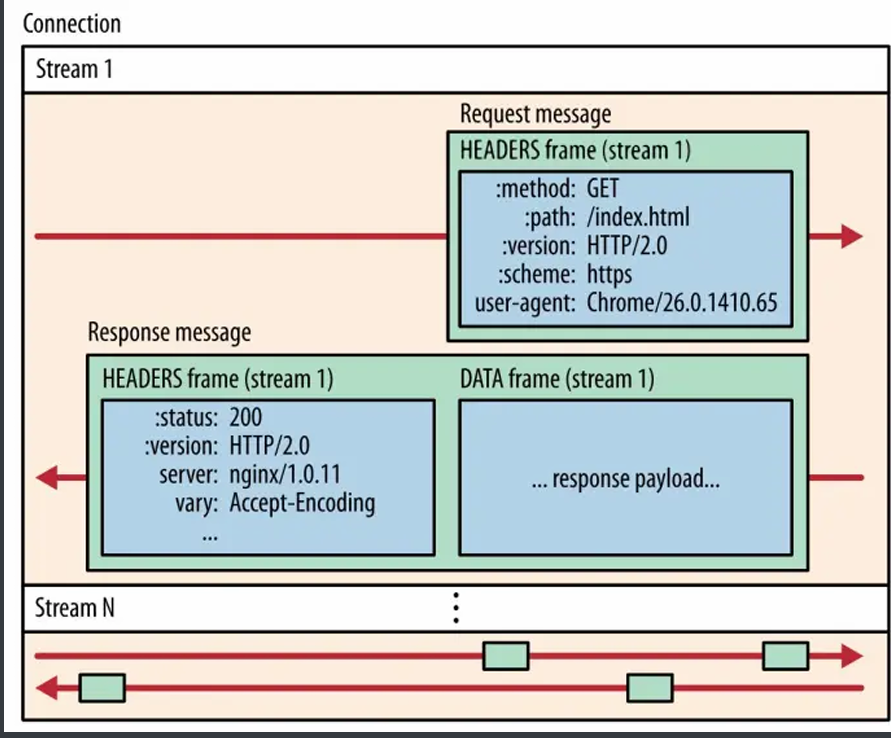 Connection
Stream 1
Request message
HEADERS frame (stream 1)
:method: GET
:path: /index.html
:version: HTTP/2.0
:scheme: https
user-agent: Chrome/26.0.1410.65
Response message
HEADERS frame (stream 1)
:status: 200
:version: HTTP/2.0
server: nginx/1.0.11
vary: Accept-Encoding
...
DATA frame (stream 1)
... response payload...
Stream N